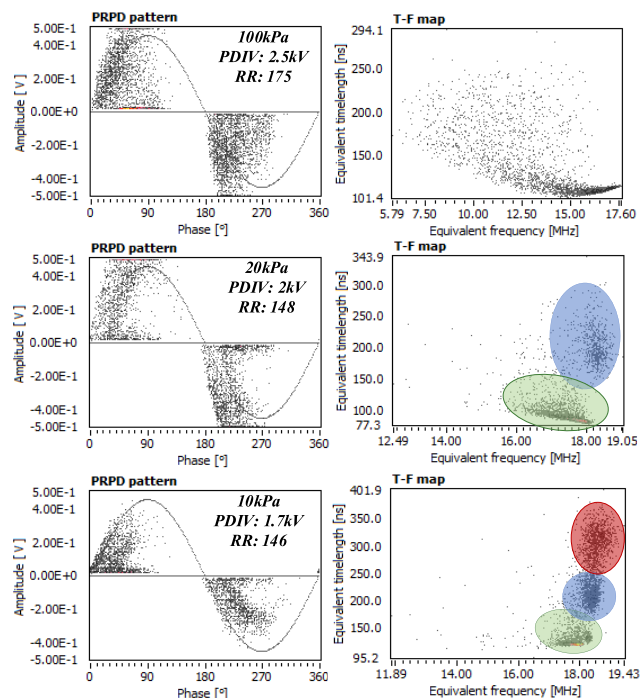 PRPD pattern
100kPa
PDIV: 2.5kV
RR: 175
Amplitude [ V ]
5.00E-1
4.00E-1
2.00E-1
0.00E+0
-2.00E-1
-4.00E-1
-5.00E-1
0 90 180 270 360
Phase [°]
T-F map
Equivalent timelength [ns]
294.1
250.0
200.0
150.0
101.4
5.79 7.50 10.00 12.50 15.00 17.60
Equivalent frequency [MHz]
PRPD pattern
20kPa
PDIV: 2kV
RR: 148
Amplitude [ V ]
5.00E-1
4.00E-1
2.00E-1
0.00E+0
-2.00E-1
-4.00E-1
-5.00E-1
0 90 180 270 360
Phase [°]
T-F map
Equivalent timelength [ns]
343.9
300.0
250.0
200.0
150.0
100.0
77.3
12.49 14.00 16.00 18.00 19.05
Equivalent frequency [MHz]
PRPD pattern
10kPa
PDIV: 1.7kV
RR: 146
Amplitude [ V ]
5.00E-1
4.00E-1
2.00E-1
0.00E+0
-2.00E-1
-4.00E-1
-5.00E-1
0 90 180 270 360
Phase [°]
T-F map
Equivalent timelength [ns]
401.9
350.0
300.0
250.0
200.0
150.0
95.2
11.89 14.00 16.00 18.00 19.43
Equivalent frequency [MHz]